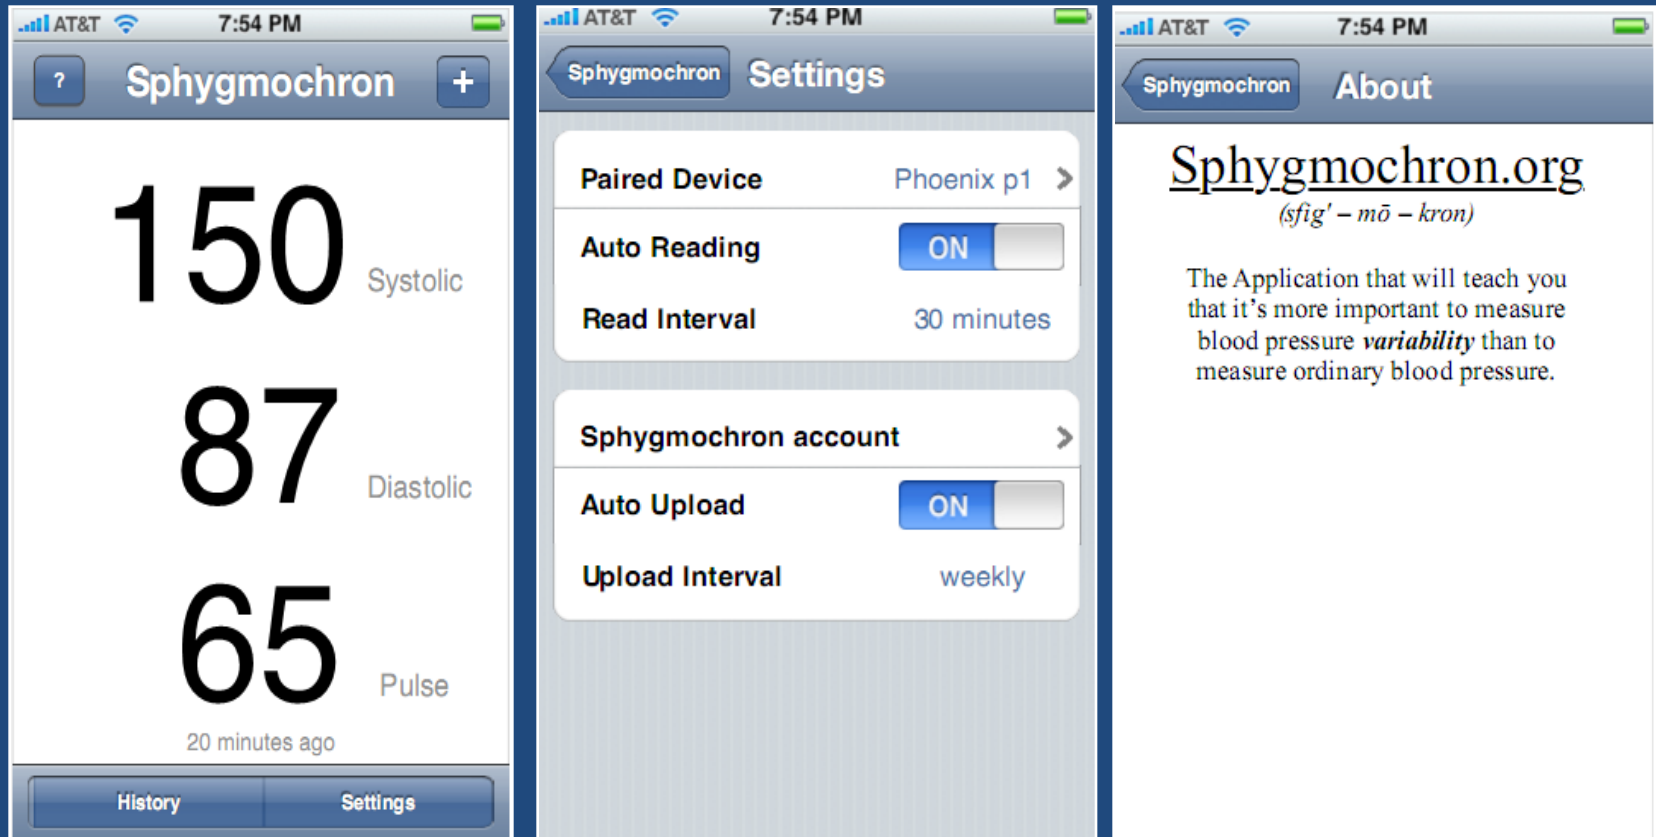 AT&T 7:54 PM
? Sphygmochron +
150 Systolic
87 Diastolic
65 Pulse
20 minutes ago
History Settings
AT&T 7:54 PM
Sphygmochron Settings
Paired Device Phoenix p1 >
Auto Reading ON
Read Interval 30 minutes
Sphygmochron account >
Auto Upload ON
Upload Interval weekly
AT&T 7:54 PM
Sphygmochron About
Sphygmochron.org
(sfig' – mō – kron)
The Application that will teach you
that it’s more important to measure
blood pressure variability than to
measure ordinary blood pressure.